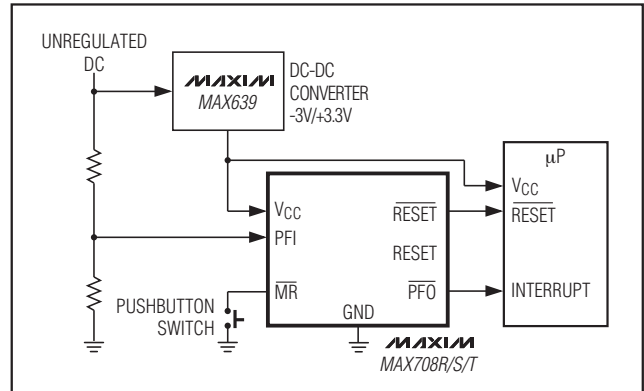 UNREGULATED
DC
MAXIM
MAX639
DC-DC
CONVERTER
-3V/+3.3V
µP
VCC
RESET
INTERRUPT
VCC
PFI
MR
GND
RESET
RESET
PFO
PUSHBUTTON
SWITCH
MAXIM
MAX708R/S/T